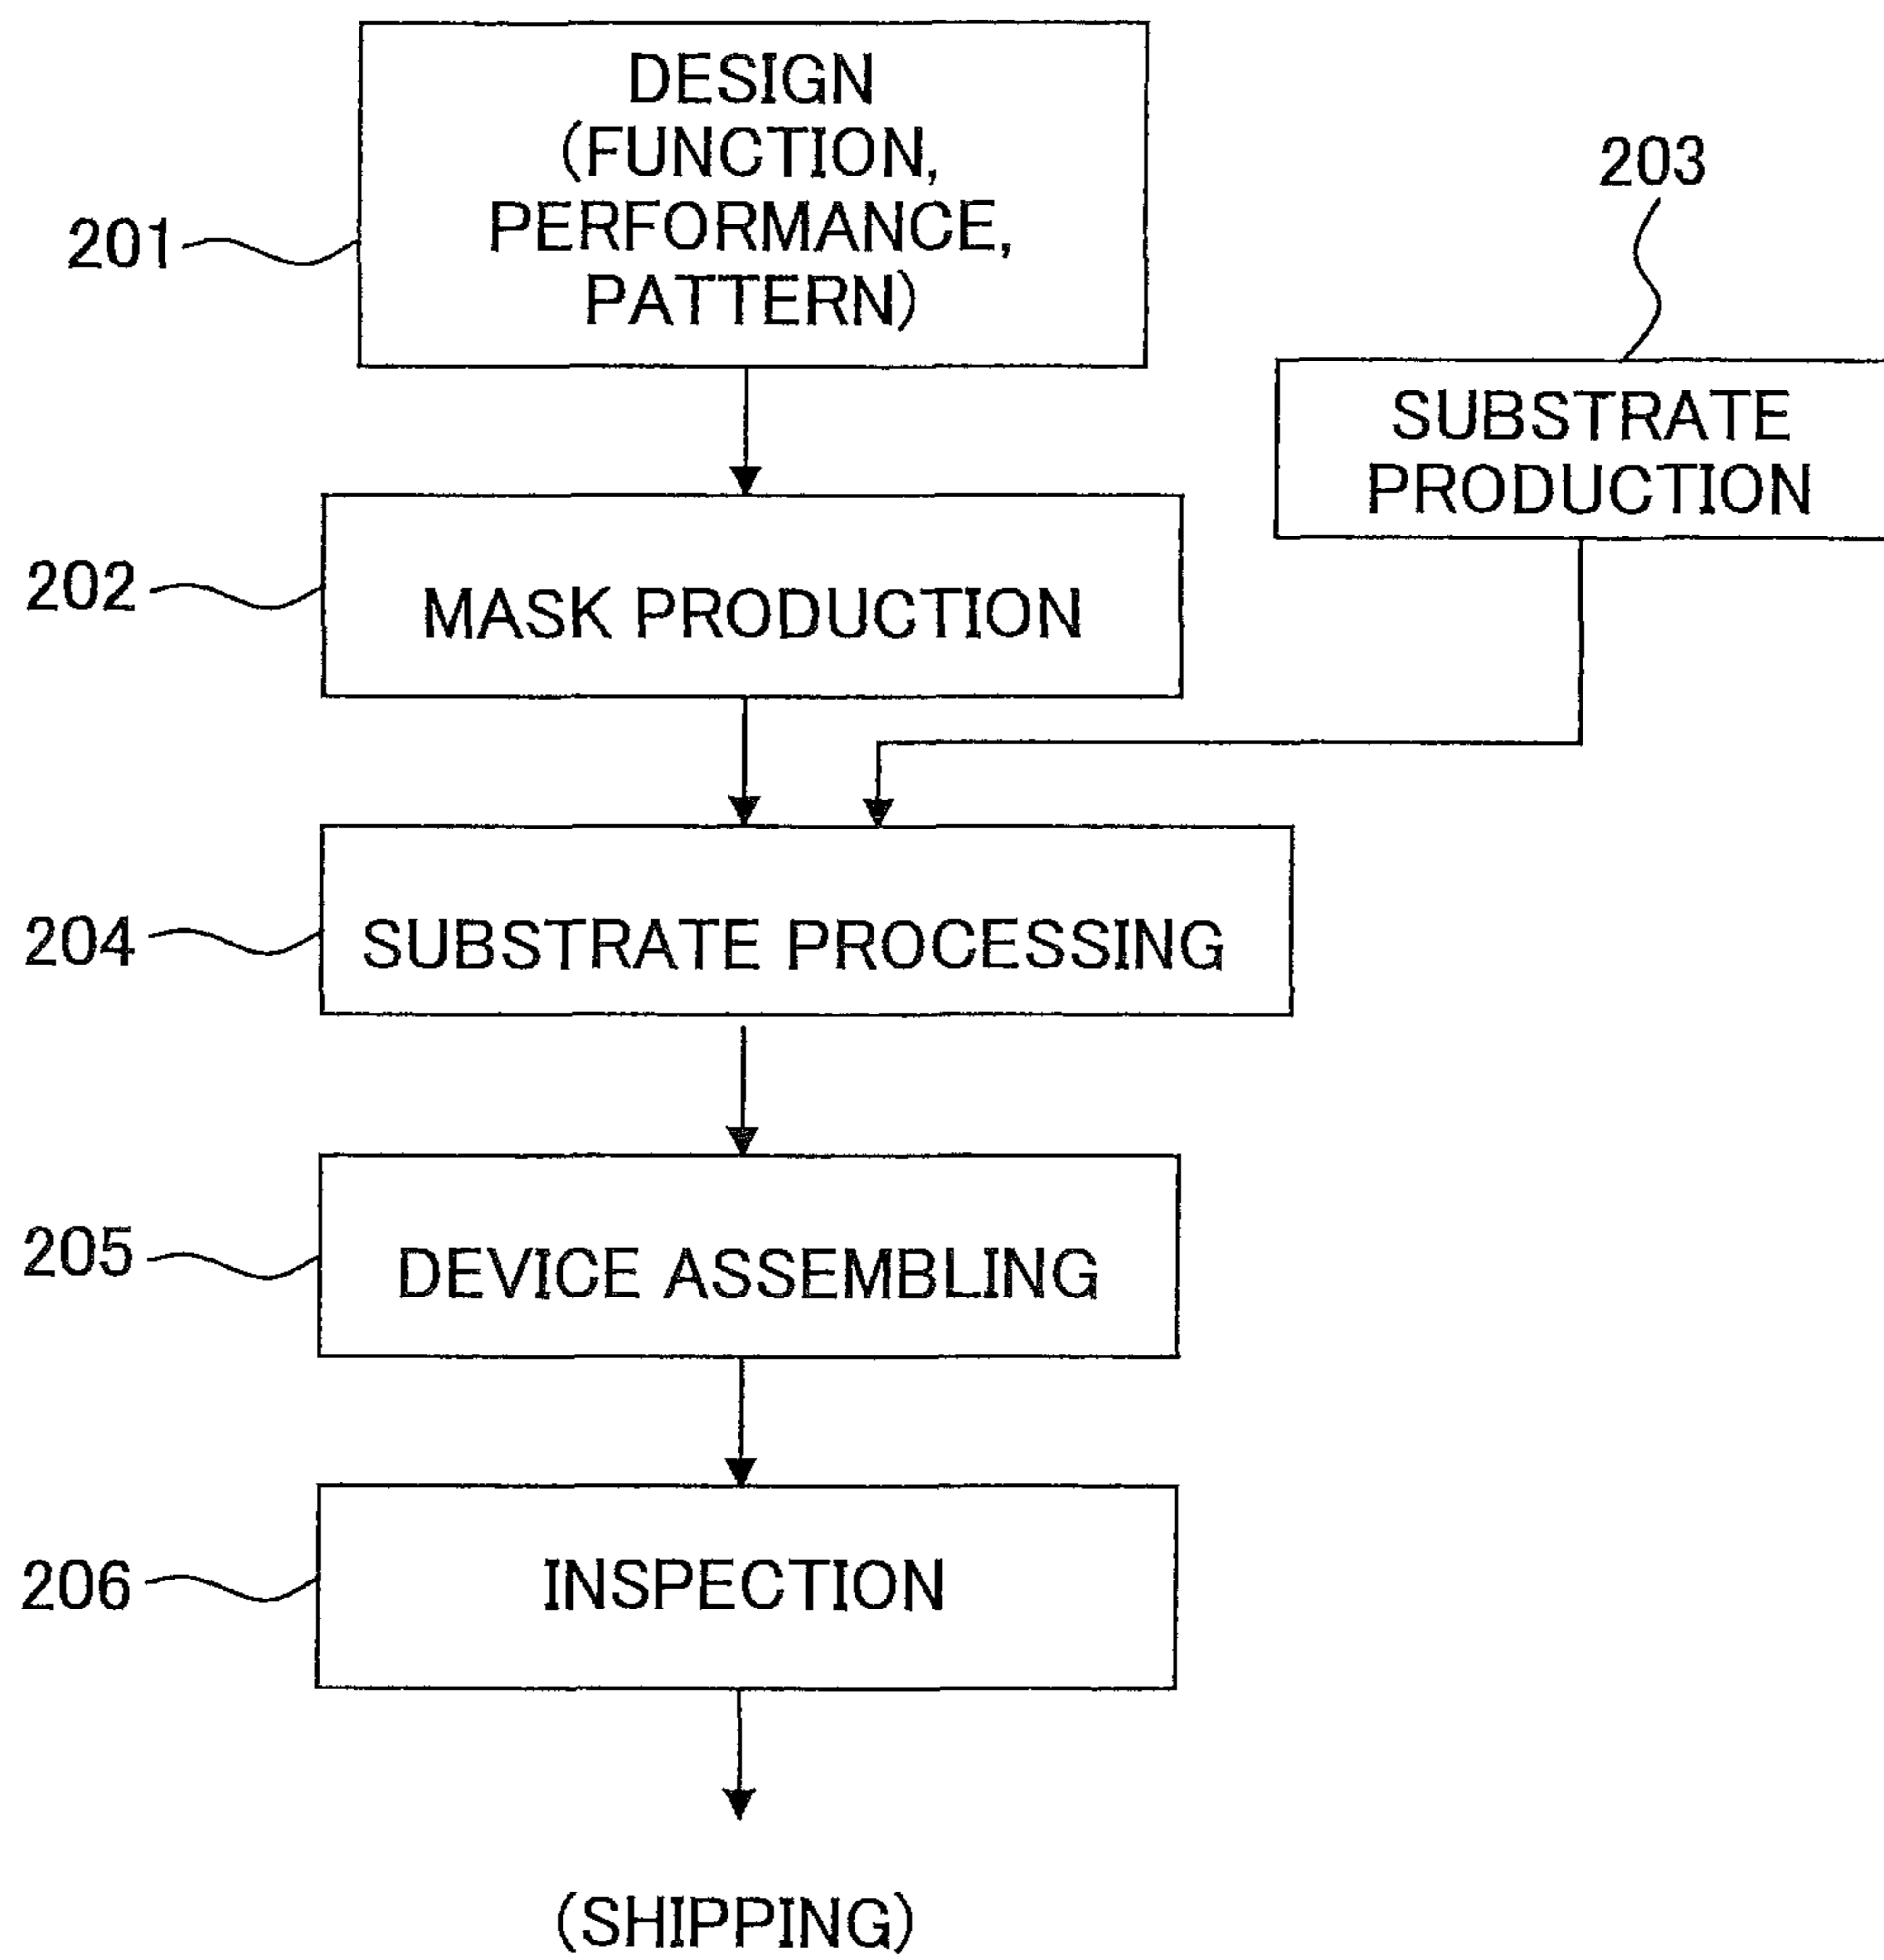 DESIGN
(FUNCTION,
PERFORMANCE,
PATTERN)
201
203
SUBSTRATE
PRODUCTION
202
MASK PRODUCTION
204
SUBSTRATE PROCESSING
205
DEVICE ASSEMBLING
206
INSPECTION
(SHIPPING)